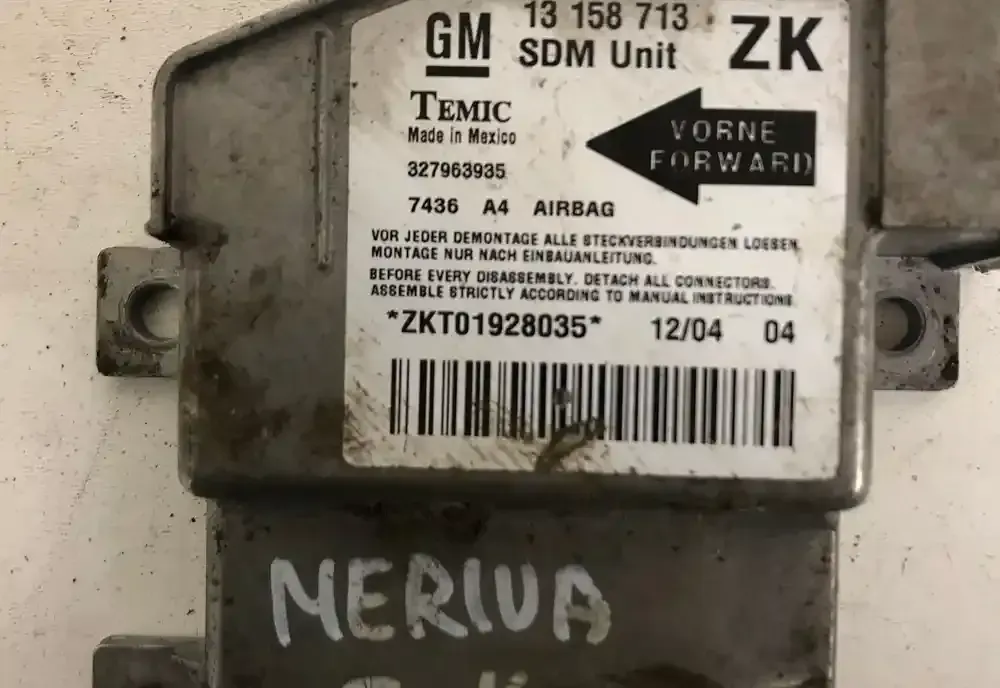 GM 13 158 713 ZK
SDM Unit
TEMIC
Made in Mexico
VORNE
FORWARD
327963935
7436 A4 AIRBAG
VOR JEDER DEMONTAGE ALLE STECKVERBINDUNGEN LOESEN.
MONTAGE NUR NACH EINBAUANLEITUNG.
BEFORE EVERY DISASSEMBLY. DETACH ALL CONNECTORS.
ASSEMBLE STRICTLY ACCORDING TO MANUAL INSTRUCTIONS
*ZKT01928035* 12/04 04
MERIVA